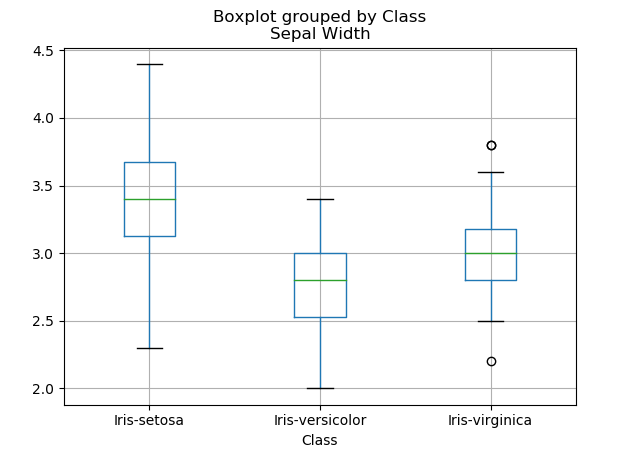 Boxplot grouped by Class
Sepal Width
4.5
4.0
3.5
3.0
2.5
2.0
Iris-setosa
Iris-versicolor
Iris-virginica
Class